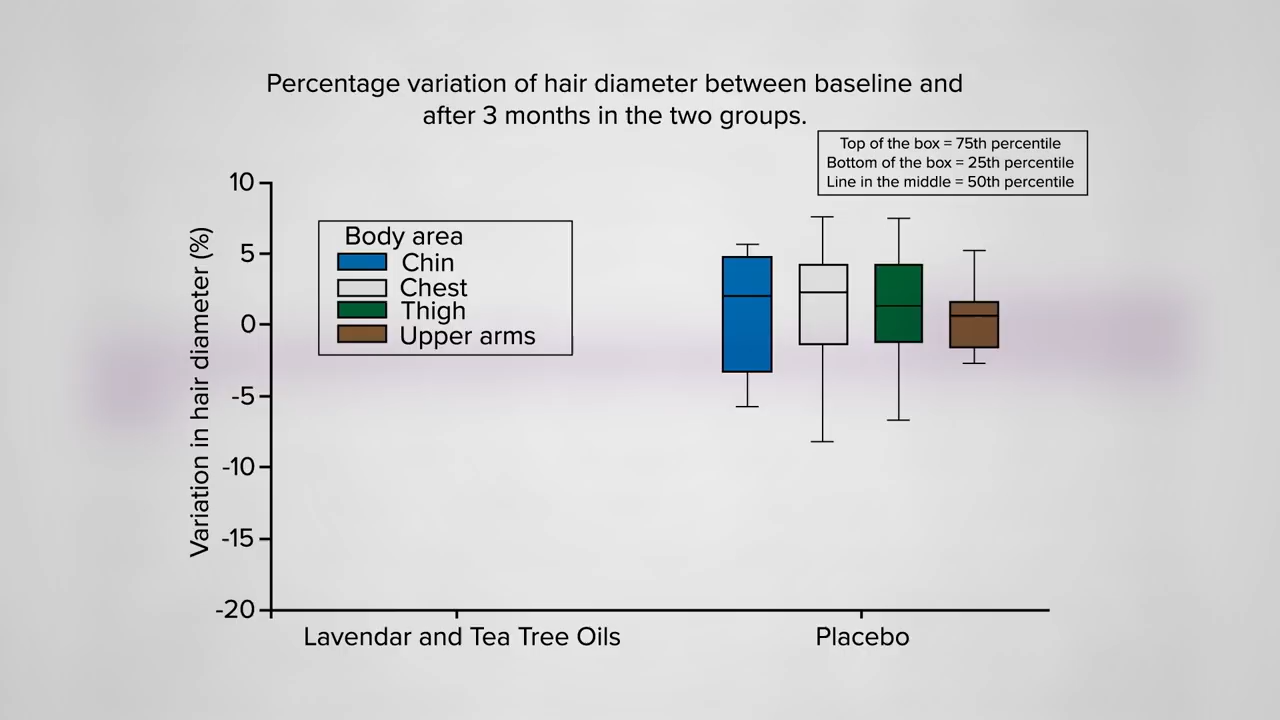 Percentage variation of hair diameter between baseline and
after 3 months in the two groups.
Top of the box = 75th percentile
Bottom of the box = 25th percentile
Line in the middle = 50th percentile
10
5
0
-5
-10
-15
-20
Variation in hair diameter (%)
Body area
Chin
Chest
Thigh
Upper arms
Lavendar and Tea Tree Oils
Placebo